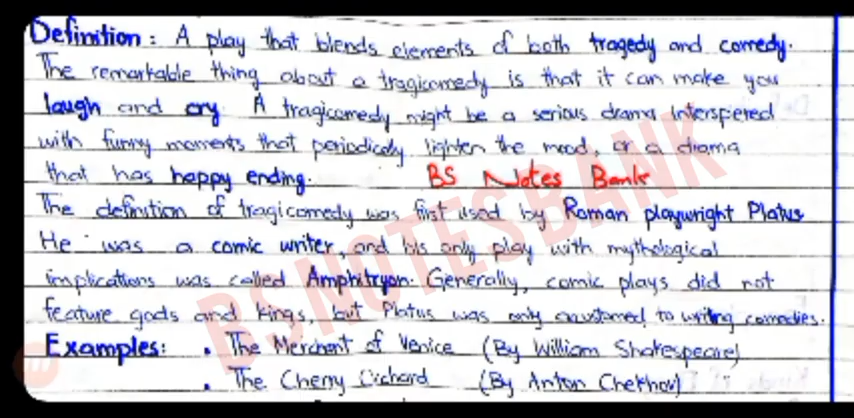 Definition: A play that blends elements of both tragedy and comedy.
The remarkable thing about a tragicomedy is that it can make you
laugh and cry A tragicomedy might be a serious drama interspersed
with funny moments that periodically lighten the mood, or a drama
that has happy ending. BS Notes Bank
The definition of tragicomedy was first used by Roman playwright Platus
He was a comic writer, and his only play with mythological
implications was called Amphitryon. Generally, comic plays did not
feature gods and kings, but Platus was only to writing comedies.
Examples: • The Merchant of Venice (By William Shakespeare)
• The Cherry Orchard (By Anton Chekhov)
BSNOTESBANK